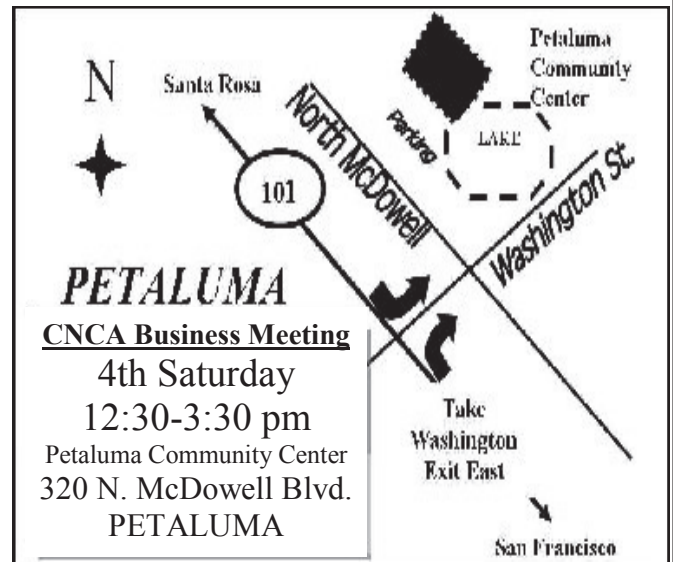 N
Santa Rosa
North McDowell
Parking
LAKE
Petaluma
Community
Center
101
Washington St.
PETALUMA
CNCA Business Meeting
4th Saturday
12:30-3:30 pm
Petaluma Community Center
320 N. McDowell Blvd.
PETALUMA
Take
Washington
Exit East
San Francisco